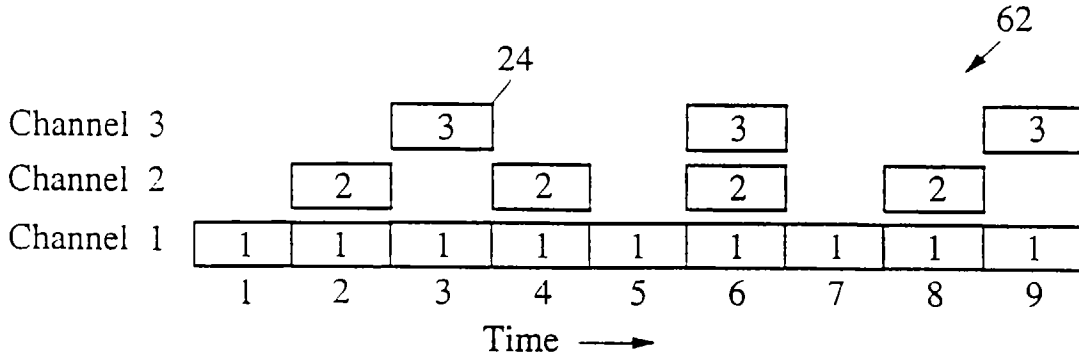 62
24
Channel 3 3 3 3
Channel 2 2 2 2 2
Channel 1 1 1 1 1 1 1 1 1 1
1 2 3 4 5 6 7 8 9
Time